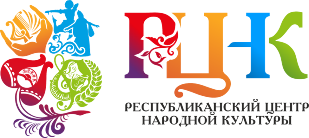 РЦНК
РЕСПУБЛИКАНСКИЙ ЦЕНТР
НАРОДНОЙ КУЛЬТУРЫ